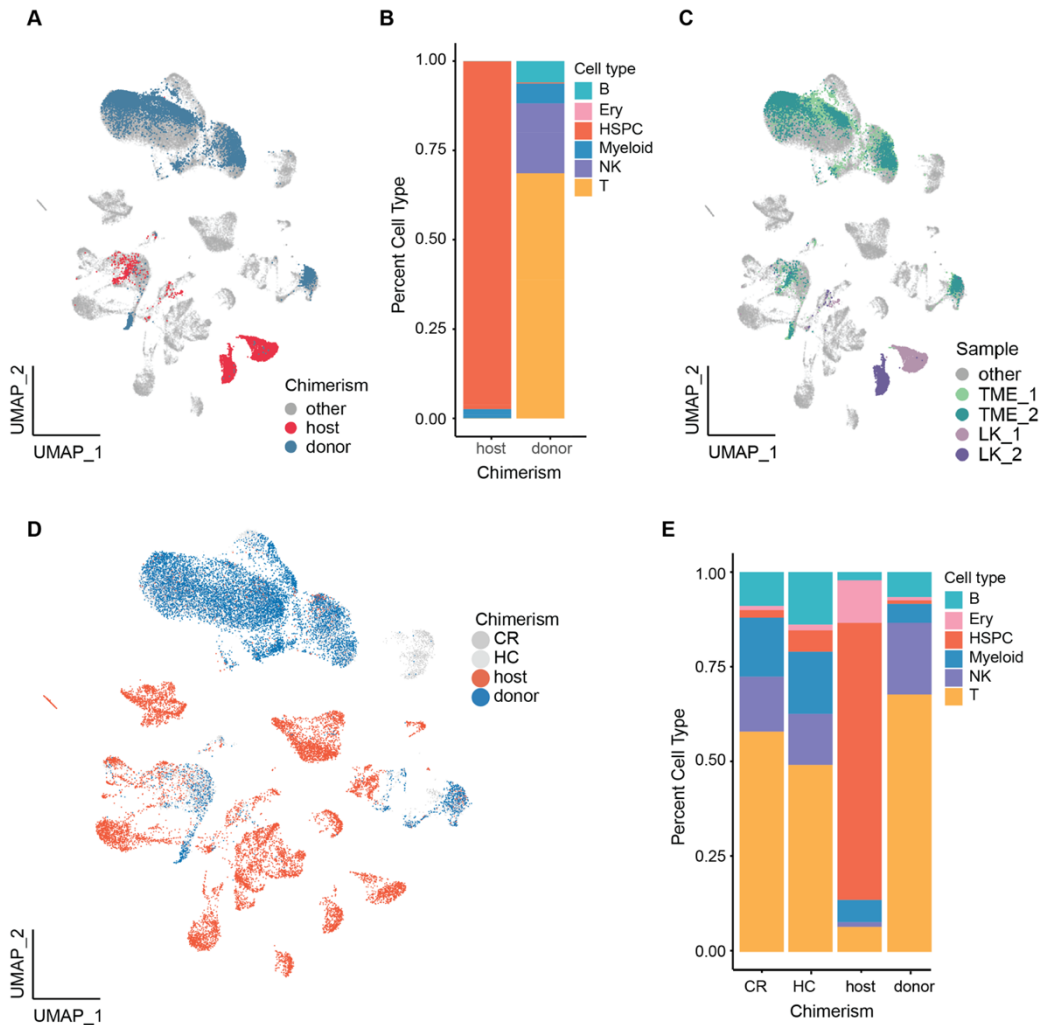 A
UMAP_2
UMAP_1
Chimerism
other
host
donor
B
1.00
0.75
0.50
0.25
0.00
Percent Cell Type
host donor
Chimerism
Cell type
B
Ery
HSPC
Myeloid
NK
T
C
UMAP_2
UMAP_1
Sample
other
TME_1
TME_2
LK_1
LK_2
D
UMAP_2
UMAP_1
Chimerism
CR
HC
host
donor
E
1.00
0.75
0.50
0.25
0.00
Percent Cell Type
CR HC host donor
Chimerism
Cell type
B
Ery
HSPC
Myeloid
NK
T